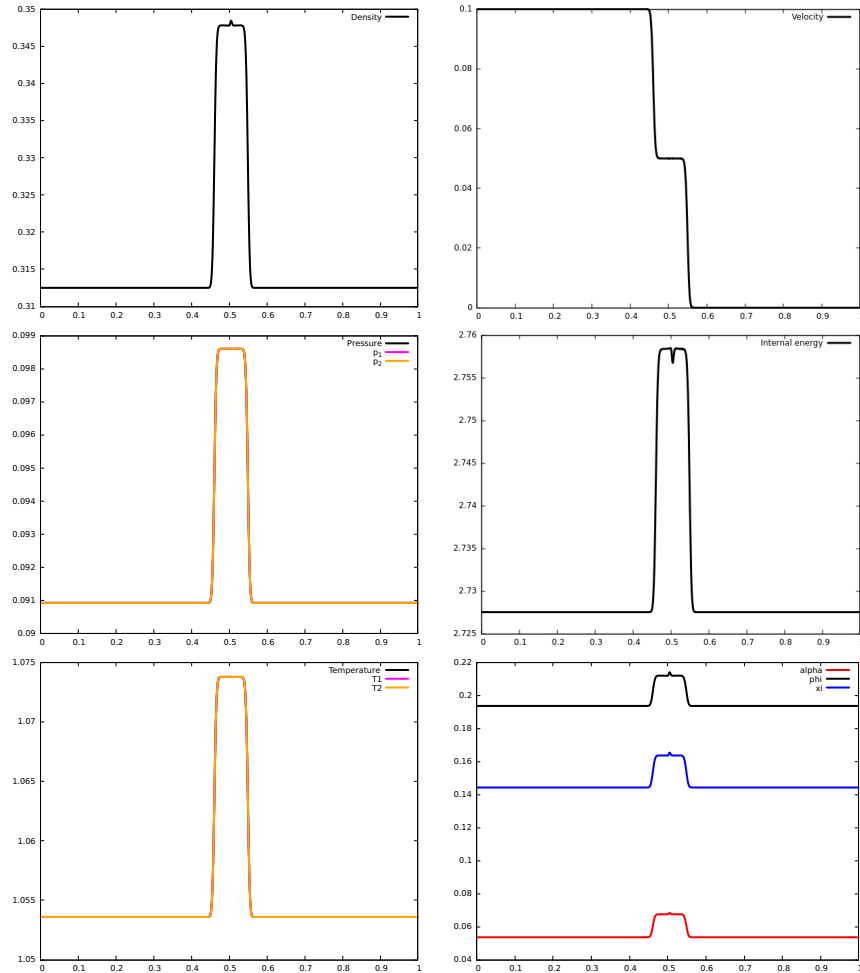 Density
0.35
0.345
0.34
0.335
0.33
0.325
0.32
0.315
0.31
0 0.1 0.2 0.3 0.4 0.5 0.6 0.7 0.8 0.9 1
Velocity
0.1
0.08
0.06
0.04
0.02
0
0 0.1 0.2 0.3 0.4 0.5 0.6 0.7 0.8 0.9 1
Pressure
p1
p2
0.099
0.098
0.097
0.096
0.095
0.094
0.093
0.092
0.091
0.09
0 0.1 0.2 0.3 0.4 0.5 0.6 0.7 0.8 0.9 1
Internal energy
2.76
2.755
2.75
2.745
2.74
2.735
2.73
2.725
0 0.1 0.2 0.3 0.4 0.5 0.6 0.7 0.8 0.9 1
Temperature
T1
T2
1.075
1.07
1.065
1.06
1.055
1.05
0 0.1 0.2 0.3 0.4 0.5 0.6 0.7 0.8 0.9 1
alpha
phi
xi
0.22
0.2
0.18
0.16
0.14
0.12
0.1
0.08
0.06
0.04
0 0.1 0.2 0.3 0.4 0.5 0.6 0.7 0.8 0.9 1